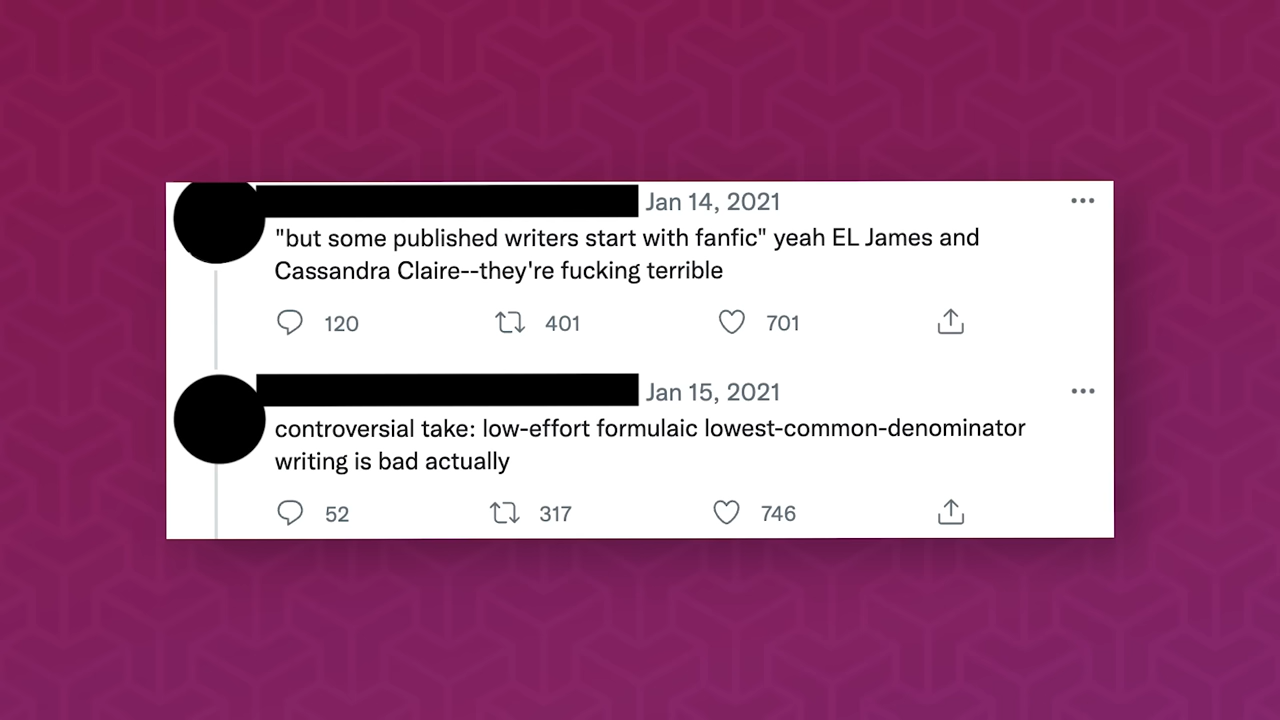 Jan 14, 2021
"but some published writers start with fanfic" yeah EL James and
Cassandra Claire--they're fucking terrible
120 401 701
Jan 15, 2021
controversial take: low-effort formulaic lowest-common-denominator
writing is bad actually
52 317 746